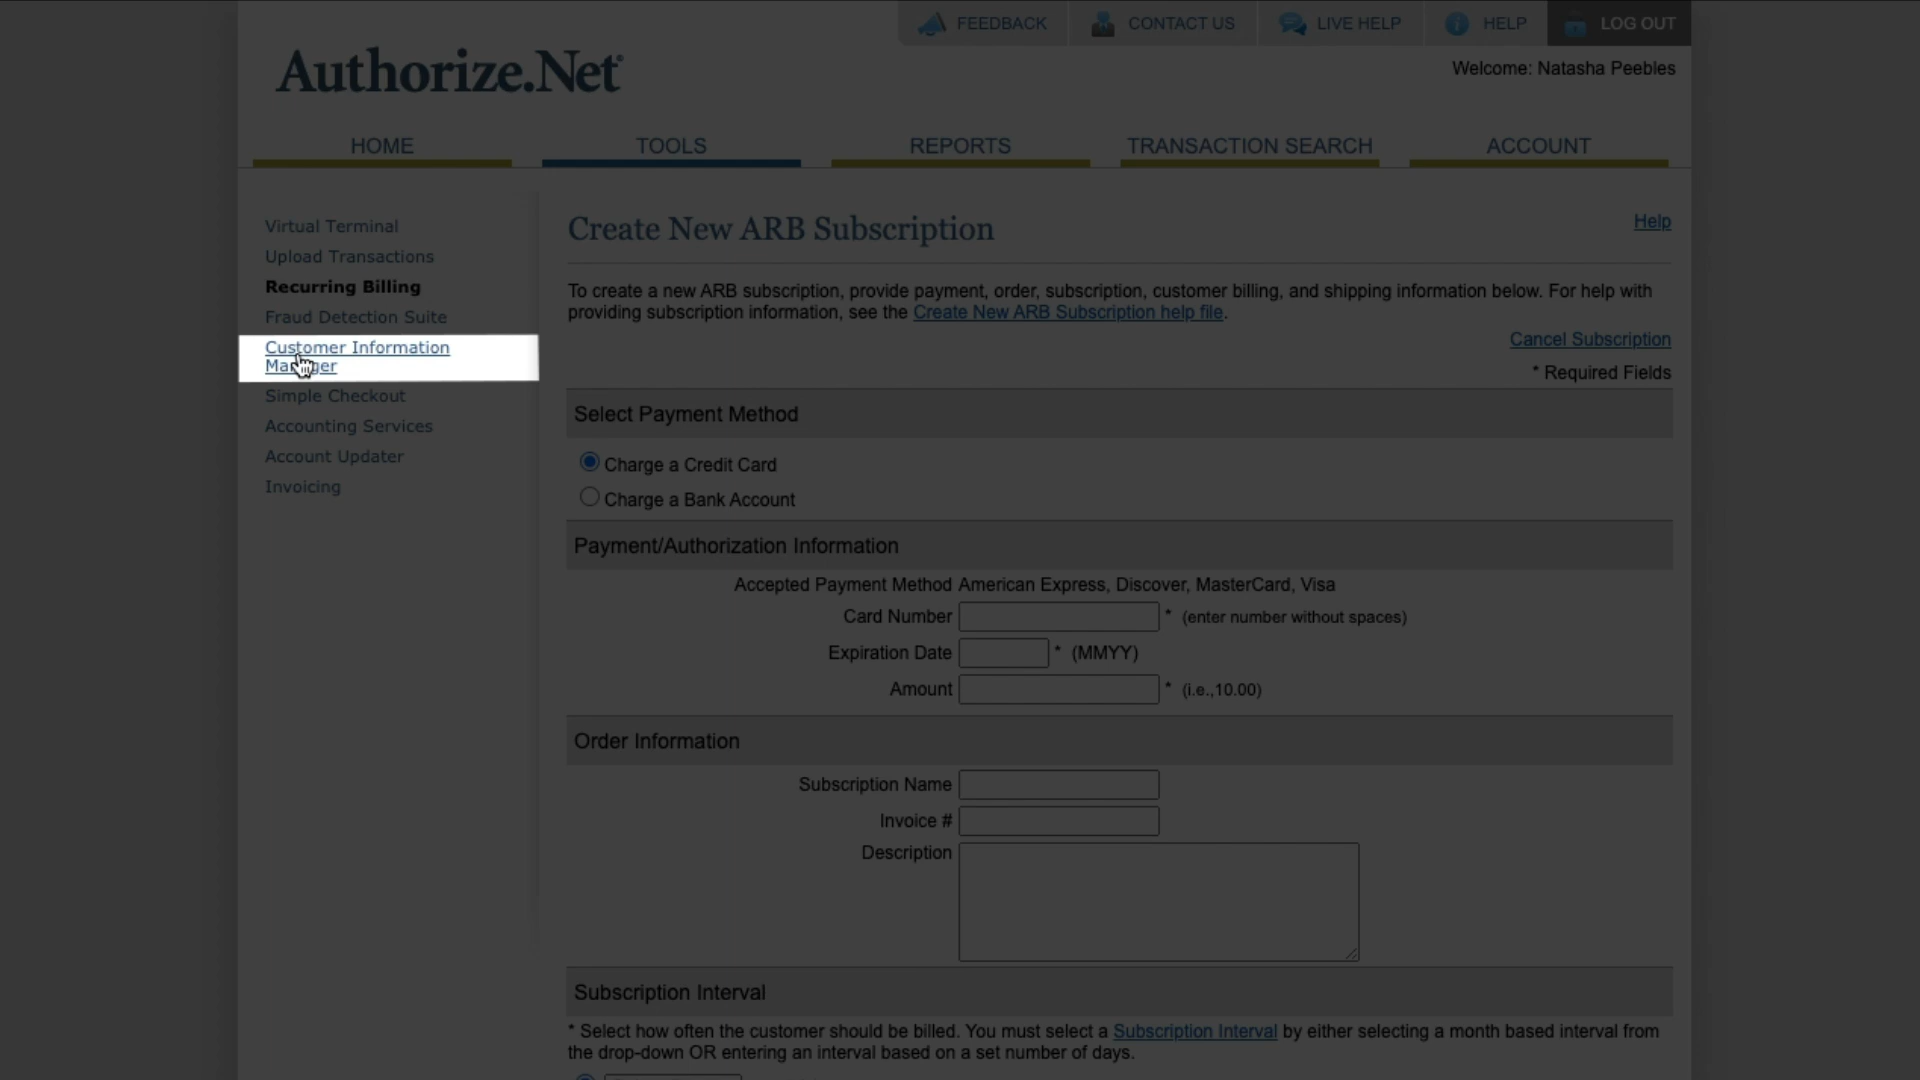 FEEDBACK
CONTACT US
LIVE HELP
HELP
LOG OUT
Authorize.Net
Welcome: Natasha Peebles
HOME
TOOLS
REPORTS
TRANSACTION SEARCH
ACCOUNT
Virtual Terminal
Upload Transactions
Recurring Billing
Fraud Detection Suite
Customer Information
Manager
Simple Checkout
Accounting Services
Account Updater
Invoicing
Create New ARB Subscription
Help
To create a new ARB subscription, provide payment, order, subscription, customer billing, and shipping information below. For help with
providing subscription information, see the Create New ARB Subscription help file.
Cancel Subscription
* Required Fields
Select Payment Method
Charge a Credit Card
Charge a Bank Account
Payment/Authorization Information
Accepted Payment Method American Express, Discover, MasterCard, Visa
Card Number * (enter number without spaces)
Expiration Date * (MMYY)
Amount * (i.e.,10.00)
Order Information
Subscription Name
Invoice #
Description
Subscription Interval
* Select how often the customer should be billed. You must select a Subscription Interval by either selecting a month based interval from
the drop-down OR entering an interval based on a set number of days.